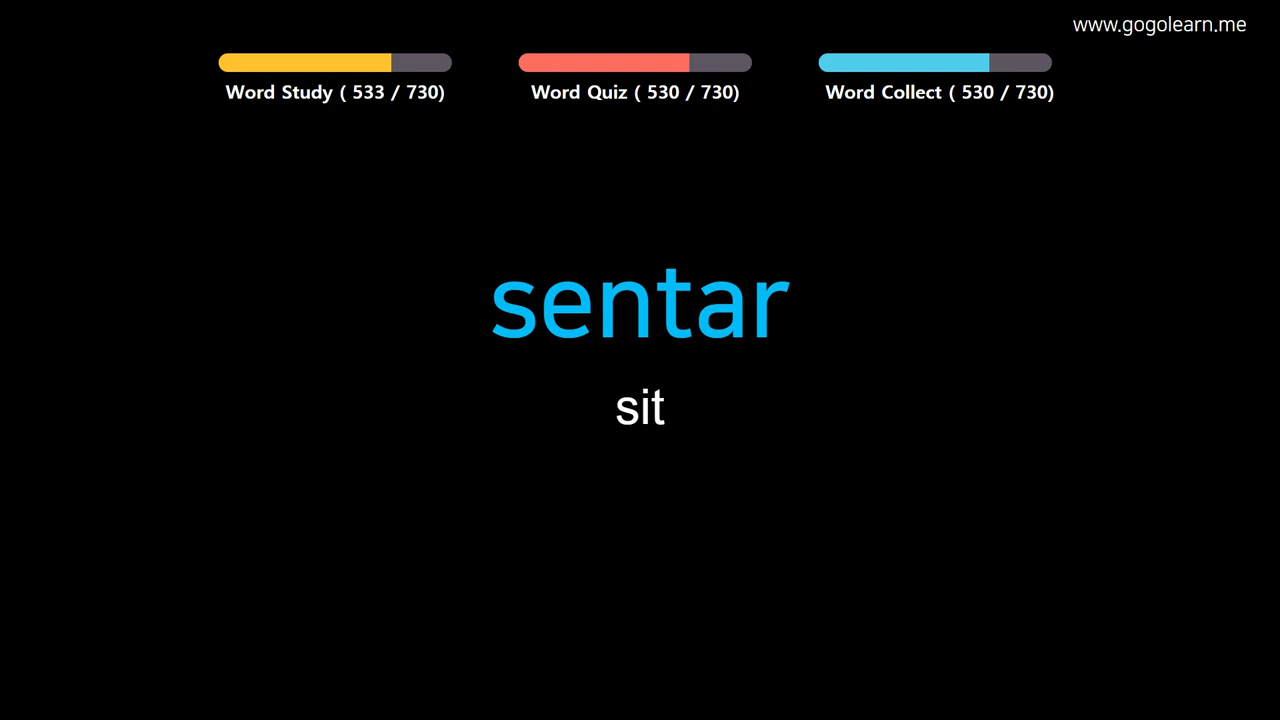 www.gogolearn.me
Word Study ( 533 / 730)
Word Quiz ( 530 / 730)
Word Collect ( 530 / 730)
sentar
sit